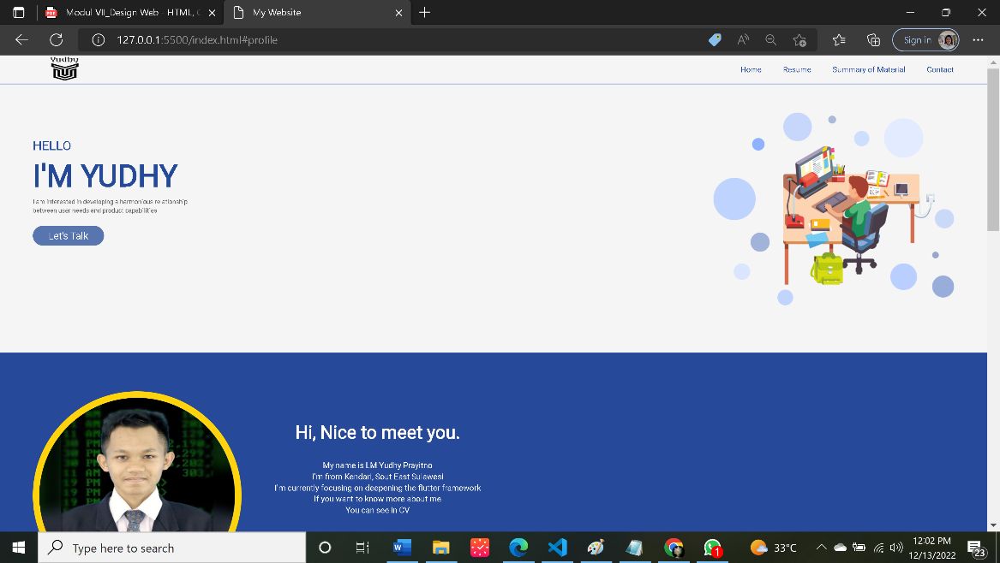 Modul VII_Design Web - HTML, C
My Website
127.0.0.1:5500/index.html#profile
Sign in
Yudhy
Home
Resume
Summary of Material
Contact
HELLO
I'M YUDHY
I am interested in developing a harmonious relationship
between user needs and product capabilities
Let's Talk
Hi, Nice to meet you.
My name is LM Yudhy Prayitno
I'm from Kendari, Sout East Sulawesi
I'm currently focusing on deepening the flutter framework
If you want to know more about me
You can see in CV
Type here to search
1
33°C
12:02 PM
12/13/2022
23